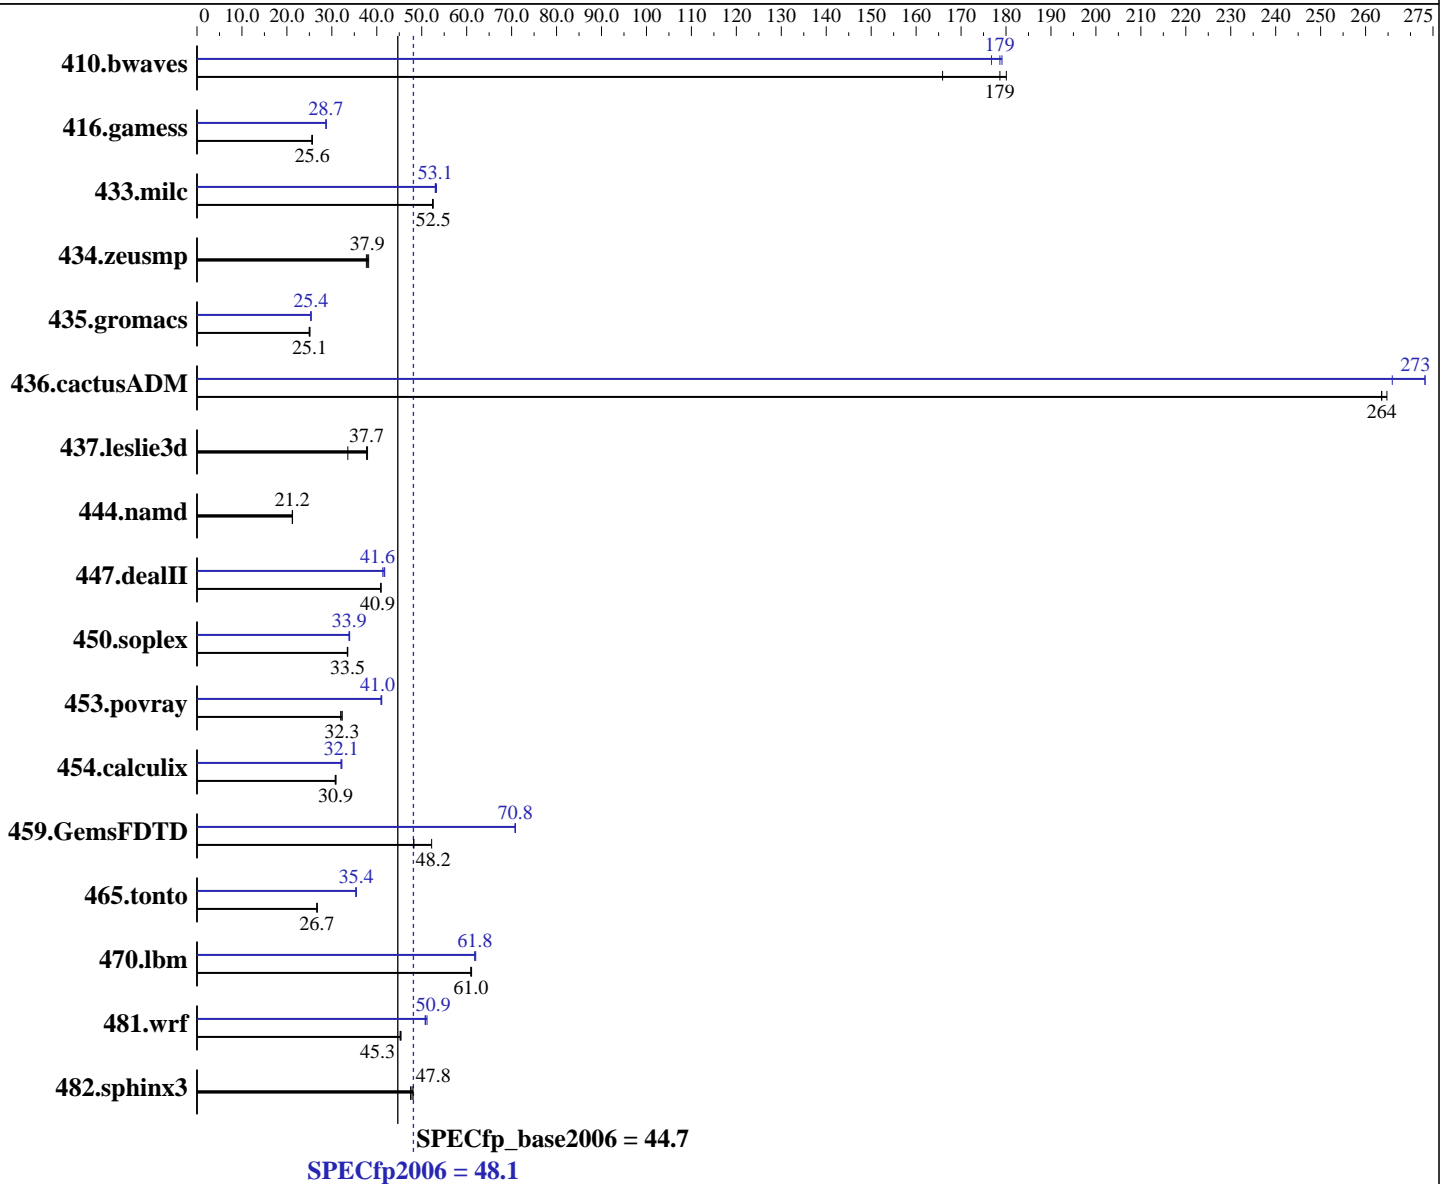 0 10.0 20.0 30.0 40.0 50.0 60.0 70.0 80.0 90.0 100 110 120 130 140 150 160 170 180 190 200 210 220 230 240 250 260 275
179
410.bwaves
179
28.7
416.gamess
25.6
53.1
433.milc
52.5
37.9
434.zeusmp
25.4
435.gromacs
25.1
273
436.cactusADM
264
37.7
437.leslie3d
21.2
444.namd
41.6
447.dealII
40.9
33.9
450.soplex
33.5
41.0
453.povray
32.3
32.1
454.calculix
30.9
70.8
459.GemsFDTD
48.2
35.4
465.tonto
26.7
61.8
470.lbm
61.0
50.9
481.wrf
45.3
47.8
482.sphinx3
SPECfp_base2006 = 44.7
SPECfp2006 = 48.1